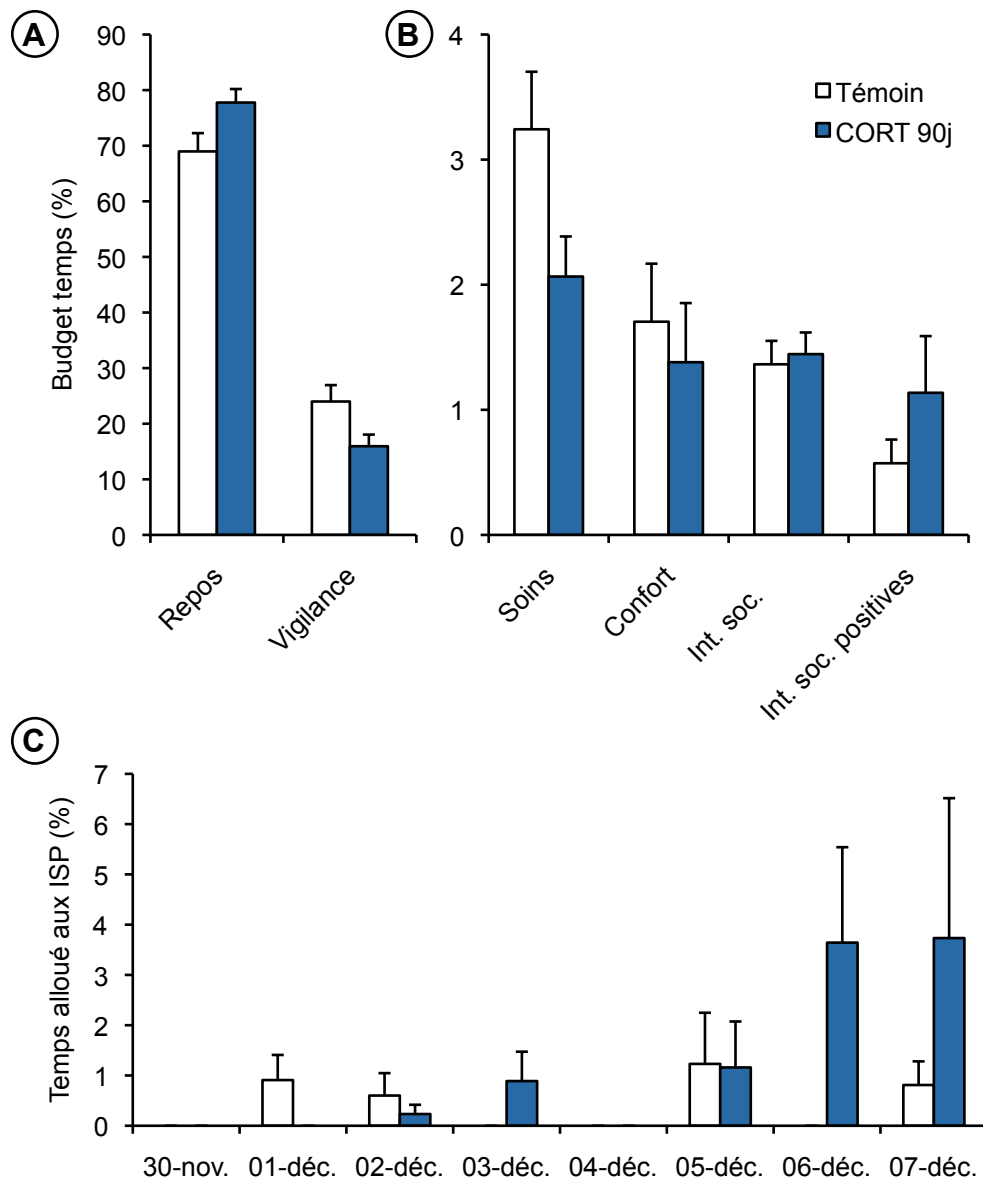 A
B
90
80
70
60
50
40
30
20
10
0
Budget temps (%)
Repos
Vigilance
4
3
2
1
0
Témoin
CORT 90j
Soins
Confort
Int. soc.
Int. soc. positives
C
7
6
5
4
3
2
1
0
Temps alloué aux ISP (%)
30-nov. 01-déc. 02-déc. 03-déc. 04-déc. 05-déc. 06-déc. 07-déc.